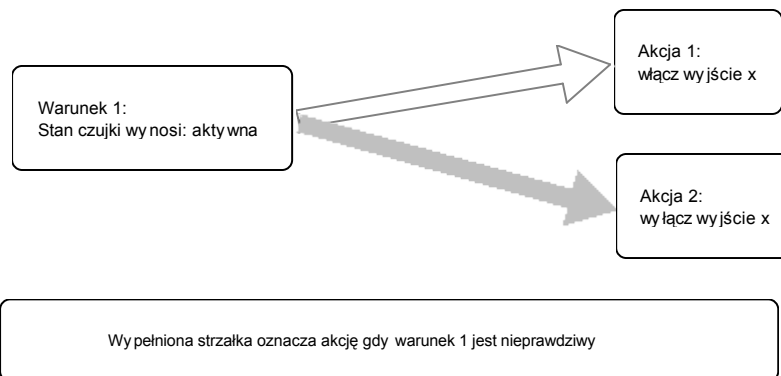 Akcja 1:
włącz wyjście x
Warunek 1:
Stan czujki wynosi: aktywna
Akcja 2:
wyłącz wyjście x
Wypełniona strzałka oznacza akcję gdy warunek 1 jest nieprawdziwy